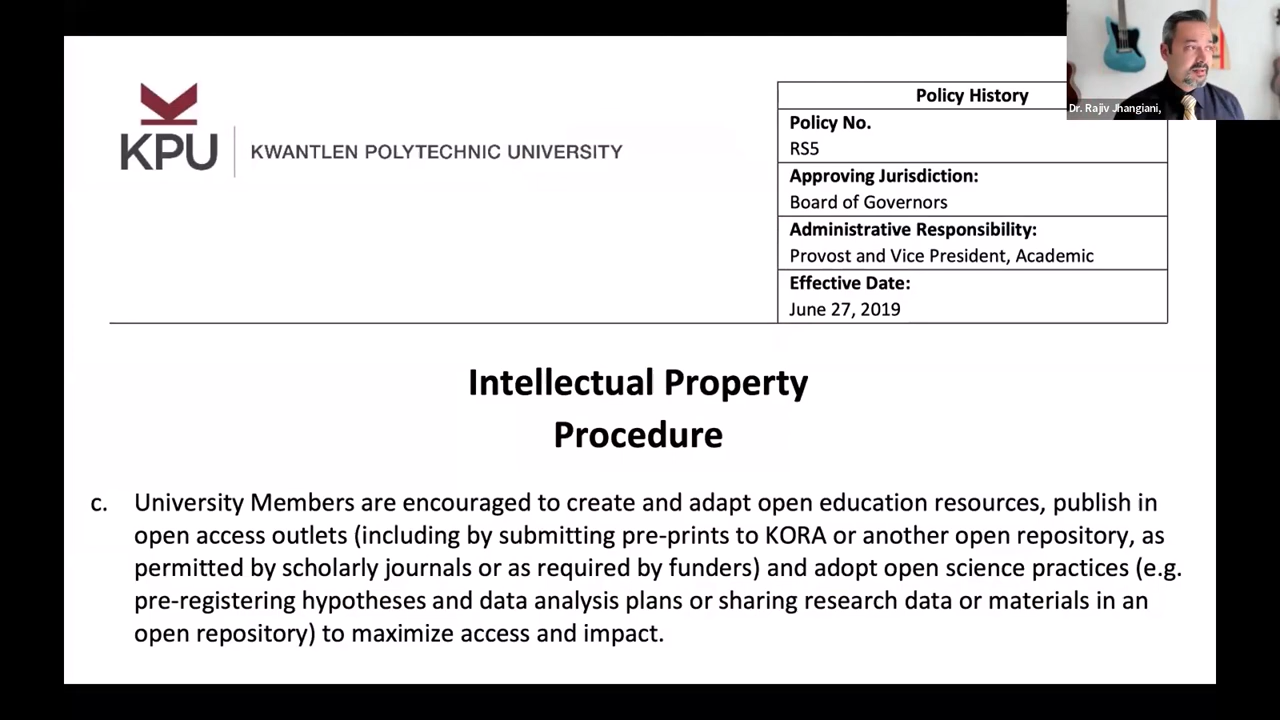 KPU
KWANTLEN POLYTECHNIC UNIVERSITY
Policy History
Policy No.
RS5
Approving Jurisdiction:
Board of Governors
Administrative Responsibility:
Provost and Vice President, Academic
Effective Date:
June 27, 2019
Dr. Rajiv Jhangiani,
Intellectual Property
Procedure
c. University Members are encouraged to create and adapt open education resources, publish in
open access outlets (including by submitting pre-prints to KORA or another open repository, as
permitted by scholarly journals or as required by funders) and adopt open science practices (e.g.
pre-registering hypotheses and data analysis plans or sharing research data or materials in an
open repository) to maximize access and impact.